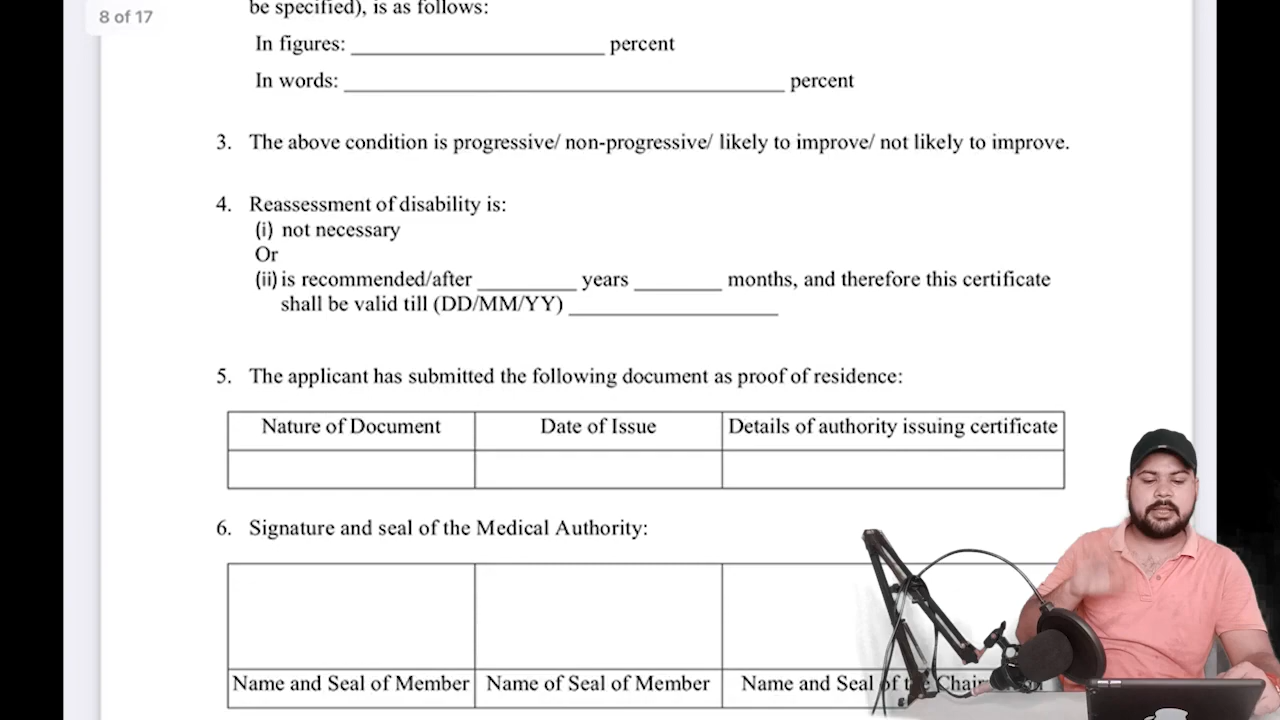 8 of 17
be specified), is as follows:
In figures: ______________________ percent
In words: ______________________________________ percent
3. The above condition is progressive/ non-progressive/ likely to improve/ not likely to improve.
4. Reassessment of disability is:
(i) not necessary
Or
(ii) is recommended/after _________ years ________ months, and therefore this certificate
shall be valid till (DD/MM/YY) ___________________
5. The applicant has submitted the following document as proof of residence:
Nature of Document Date of Issue Details of authority issuing certificate
6. Signature and seal of the Medical Authority:
Name and Seal of Member Name of Seal of Member Name and Seal of the